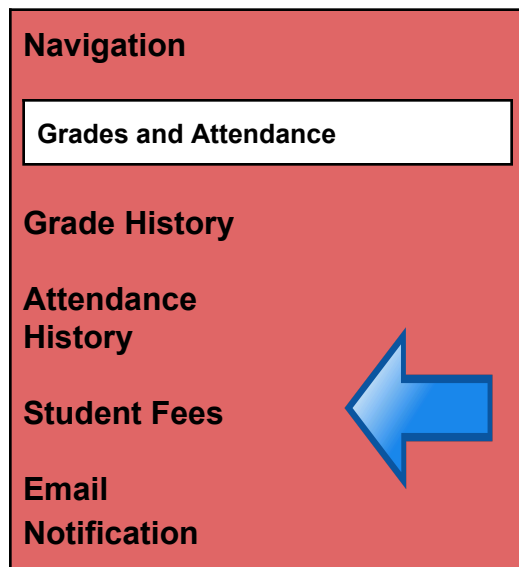 Navigation
Grades and Attendance
Grade History
Attendance
History
Student Fees
Email
Notification